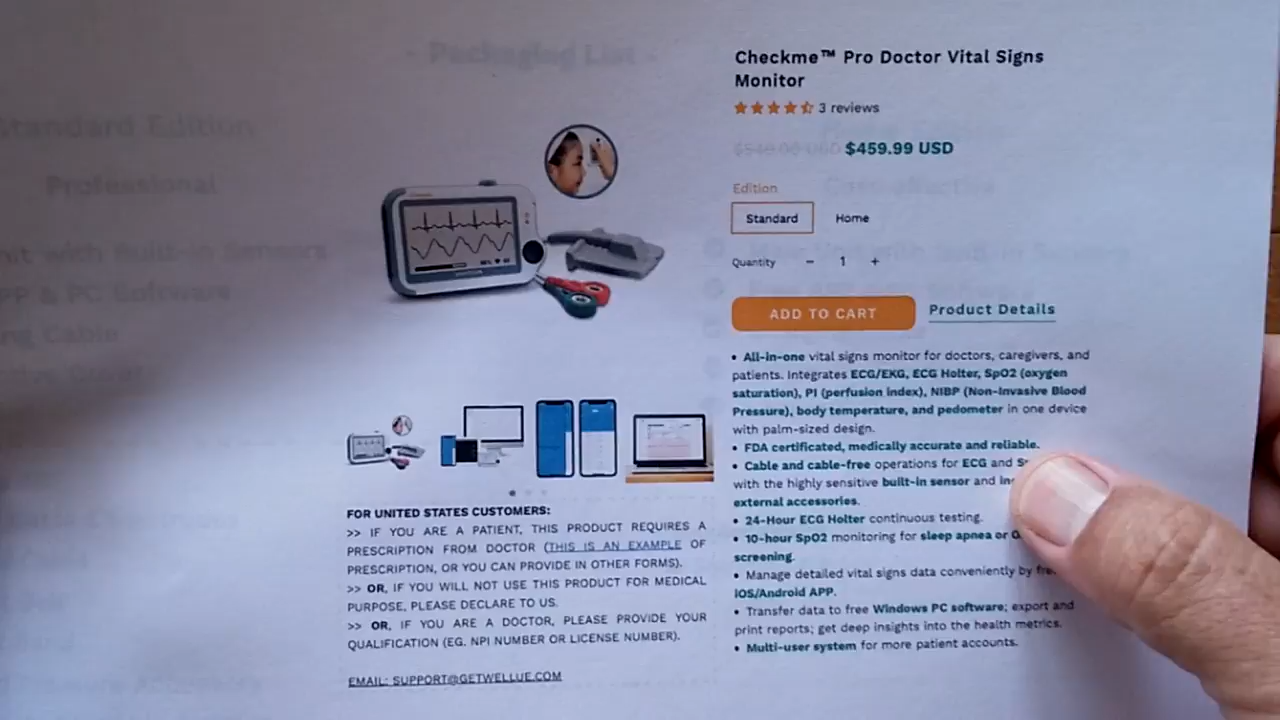 - Packaging List -
Standard Edition
Professional
Checkme™ Pro Doctor Vital Signs
Monitor
3 reviews
$459.99 USD
Edition
Standard Home
Quantity - 1 +
ADD TO CART Product Details
• All-in-one vital signs monitor for doctors, caregivers, and
patients. Integrates ECG/EKG, ECG Holter, SpO2 (oxygen
saturation), PI (perfusion index), NIBP (Non-Invasive Blood
Pressure), body temperature, and pedometer in one device
with palm-sized design.
• FDA certificated, medically accurate and reliable.
• Cable and cable-free operations for ECG and
with the highly sensitive built-in sensor and
external accessories.
• 24-Hour ECG Holter continuous testing.
• 10-hour SpO2 monitoring for sleep apnea or
screening.
• Manage detailed vital signs data conveniently by
iOS/Android APP.
• Transfer data to free Windows PC software; export and
print reports; get deep insights into the health metrics.
• Multi-user system for more patient accounts.
FOR UNITED STATES CUSTOMERS:
>> IF YOU ARE A PATIENT, THIS PRODUCT REQUIRES A
PRESCRIPTION FROM DOCTOR (THIS IS AN EXAMPLE OF
PRESCRIPTION, OR YOU CAN PROVIDE IN OTHER FORMS).
>> OR, IF YOU WILL NOT USE THIS PRODUCT FOR MEDICAL
PURPOSE, PLEASE DECLARE TO US.
>> OR, IF YOU ARE A DOCTOR, PLEASE PROVIDE YOUR
QUALIFICATION (EG. NPI NUMBER OR LICENSE NUMBER).
EMAIL: SUPPORT@GETWELLUE.COM